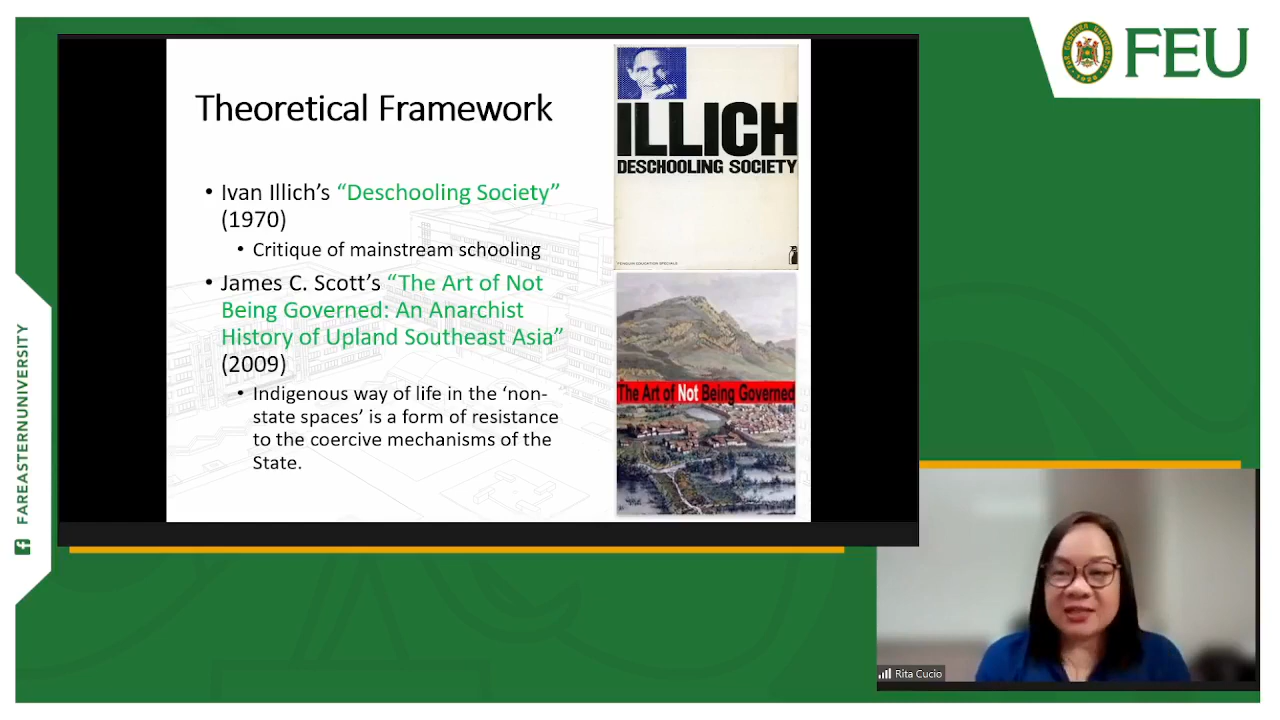 FEU
Theoretical Framework
• Ivan Illich’s “Deschooling Society”
(1970)
• Critique of mainstream schooling
• James C. Scott’s “The Art of Not
Being Governed: An Anarchist
History of Upland Southeast Asia”
(2009)
• Indigenous way of life in the ‘non-
state spaces’ is a form of resistance
to the coercive mechanisms of the
State.
ILLICH
DESCHOOLING SOCIETY
PENGUIN EDUCATION SPECIALS
The Art of Not Being Governed
FAREASTERNUNIVERSITY
Rita Cucio